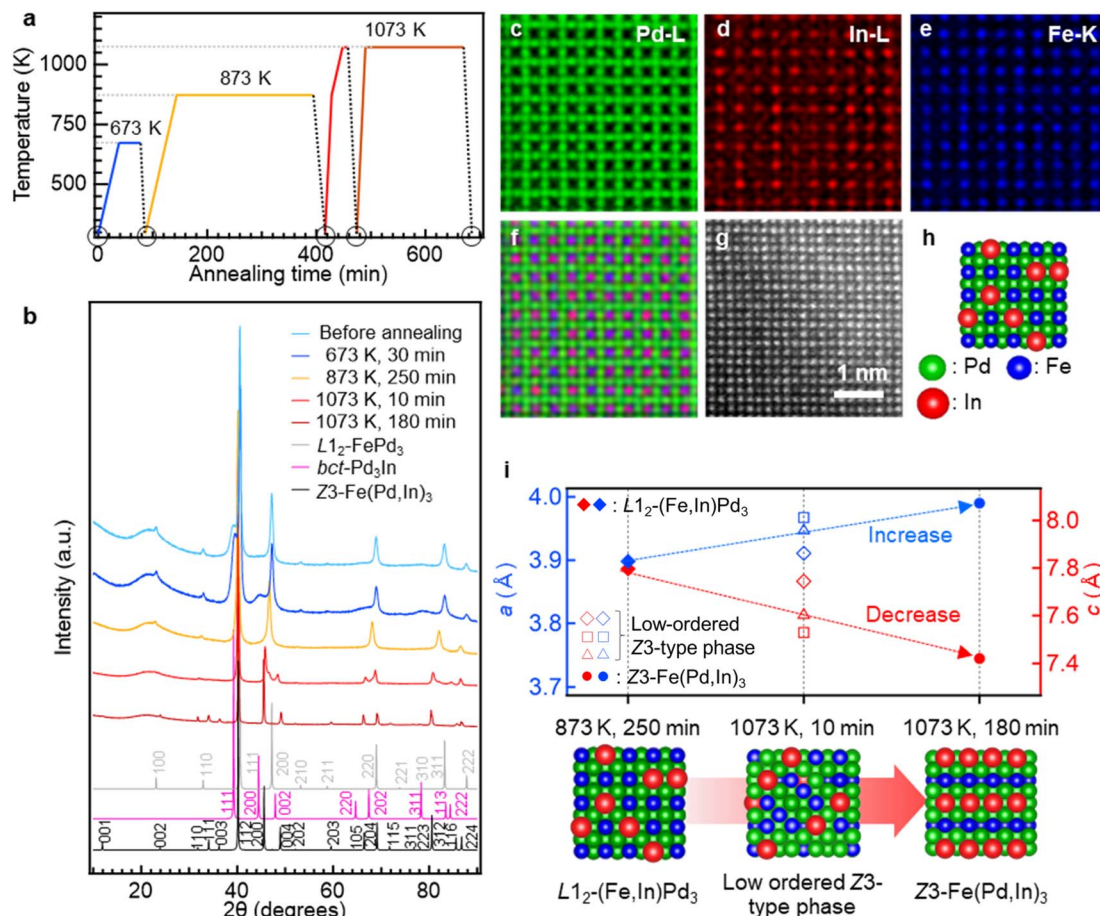 a
Temperature (K)
1000
750
500
673 K
873 K
1073 K
0
200
400
600
Annealing time (min)
b
Intensity (a.u.)
Before annealing
673 K, 30 min
873 K, 250 min
1073 K, 10 min
1073 K, 180 min
L1₂-FePd₃
bct-Pd₃In
Z3-Fe(Pd,In)₃
100
110
111
200
210
211
220
221
310
311
222
111
200
002
220
202
311
113
222
001
002
110
111
003
112
200
004
202
203
105
204
115
311
223
312
116
224
20
40
60
80
2θ (degrees)
c
Pd-L
d
In-L
e
Fe-K
f
g
1 nm
h
: Pd
: Fe
: In
i
a (Å)
4.0
3.9
3.8
3.7
: L1₂-(Fe,In)Pd₃
Low-ordered
Z3-type phase
: Z3-Fe(Pd,In)₃
Increase
Decrease
c (Å)
8.0
7.8
7.6
7.4
873 K, 250 min
1073 K, 10 min
1073 K, 180 min
L1₂-(Fe,In)Pd₃
Low ordered Z3-
type phase
Z3-Fe(Pd,In)₃